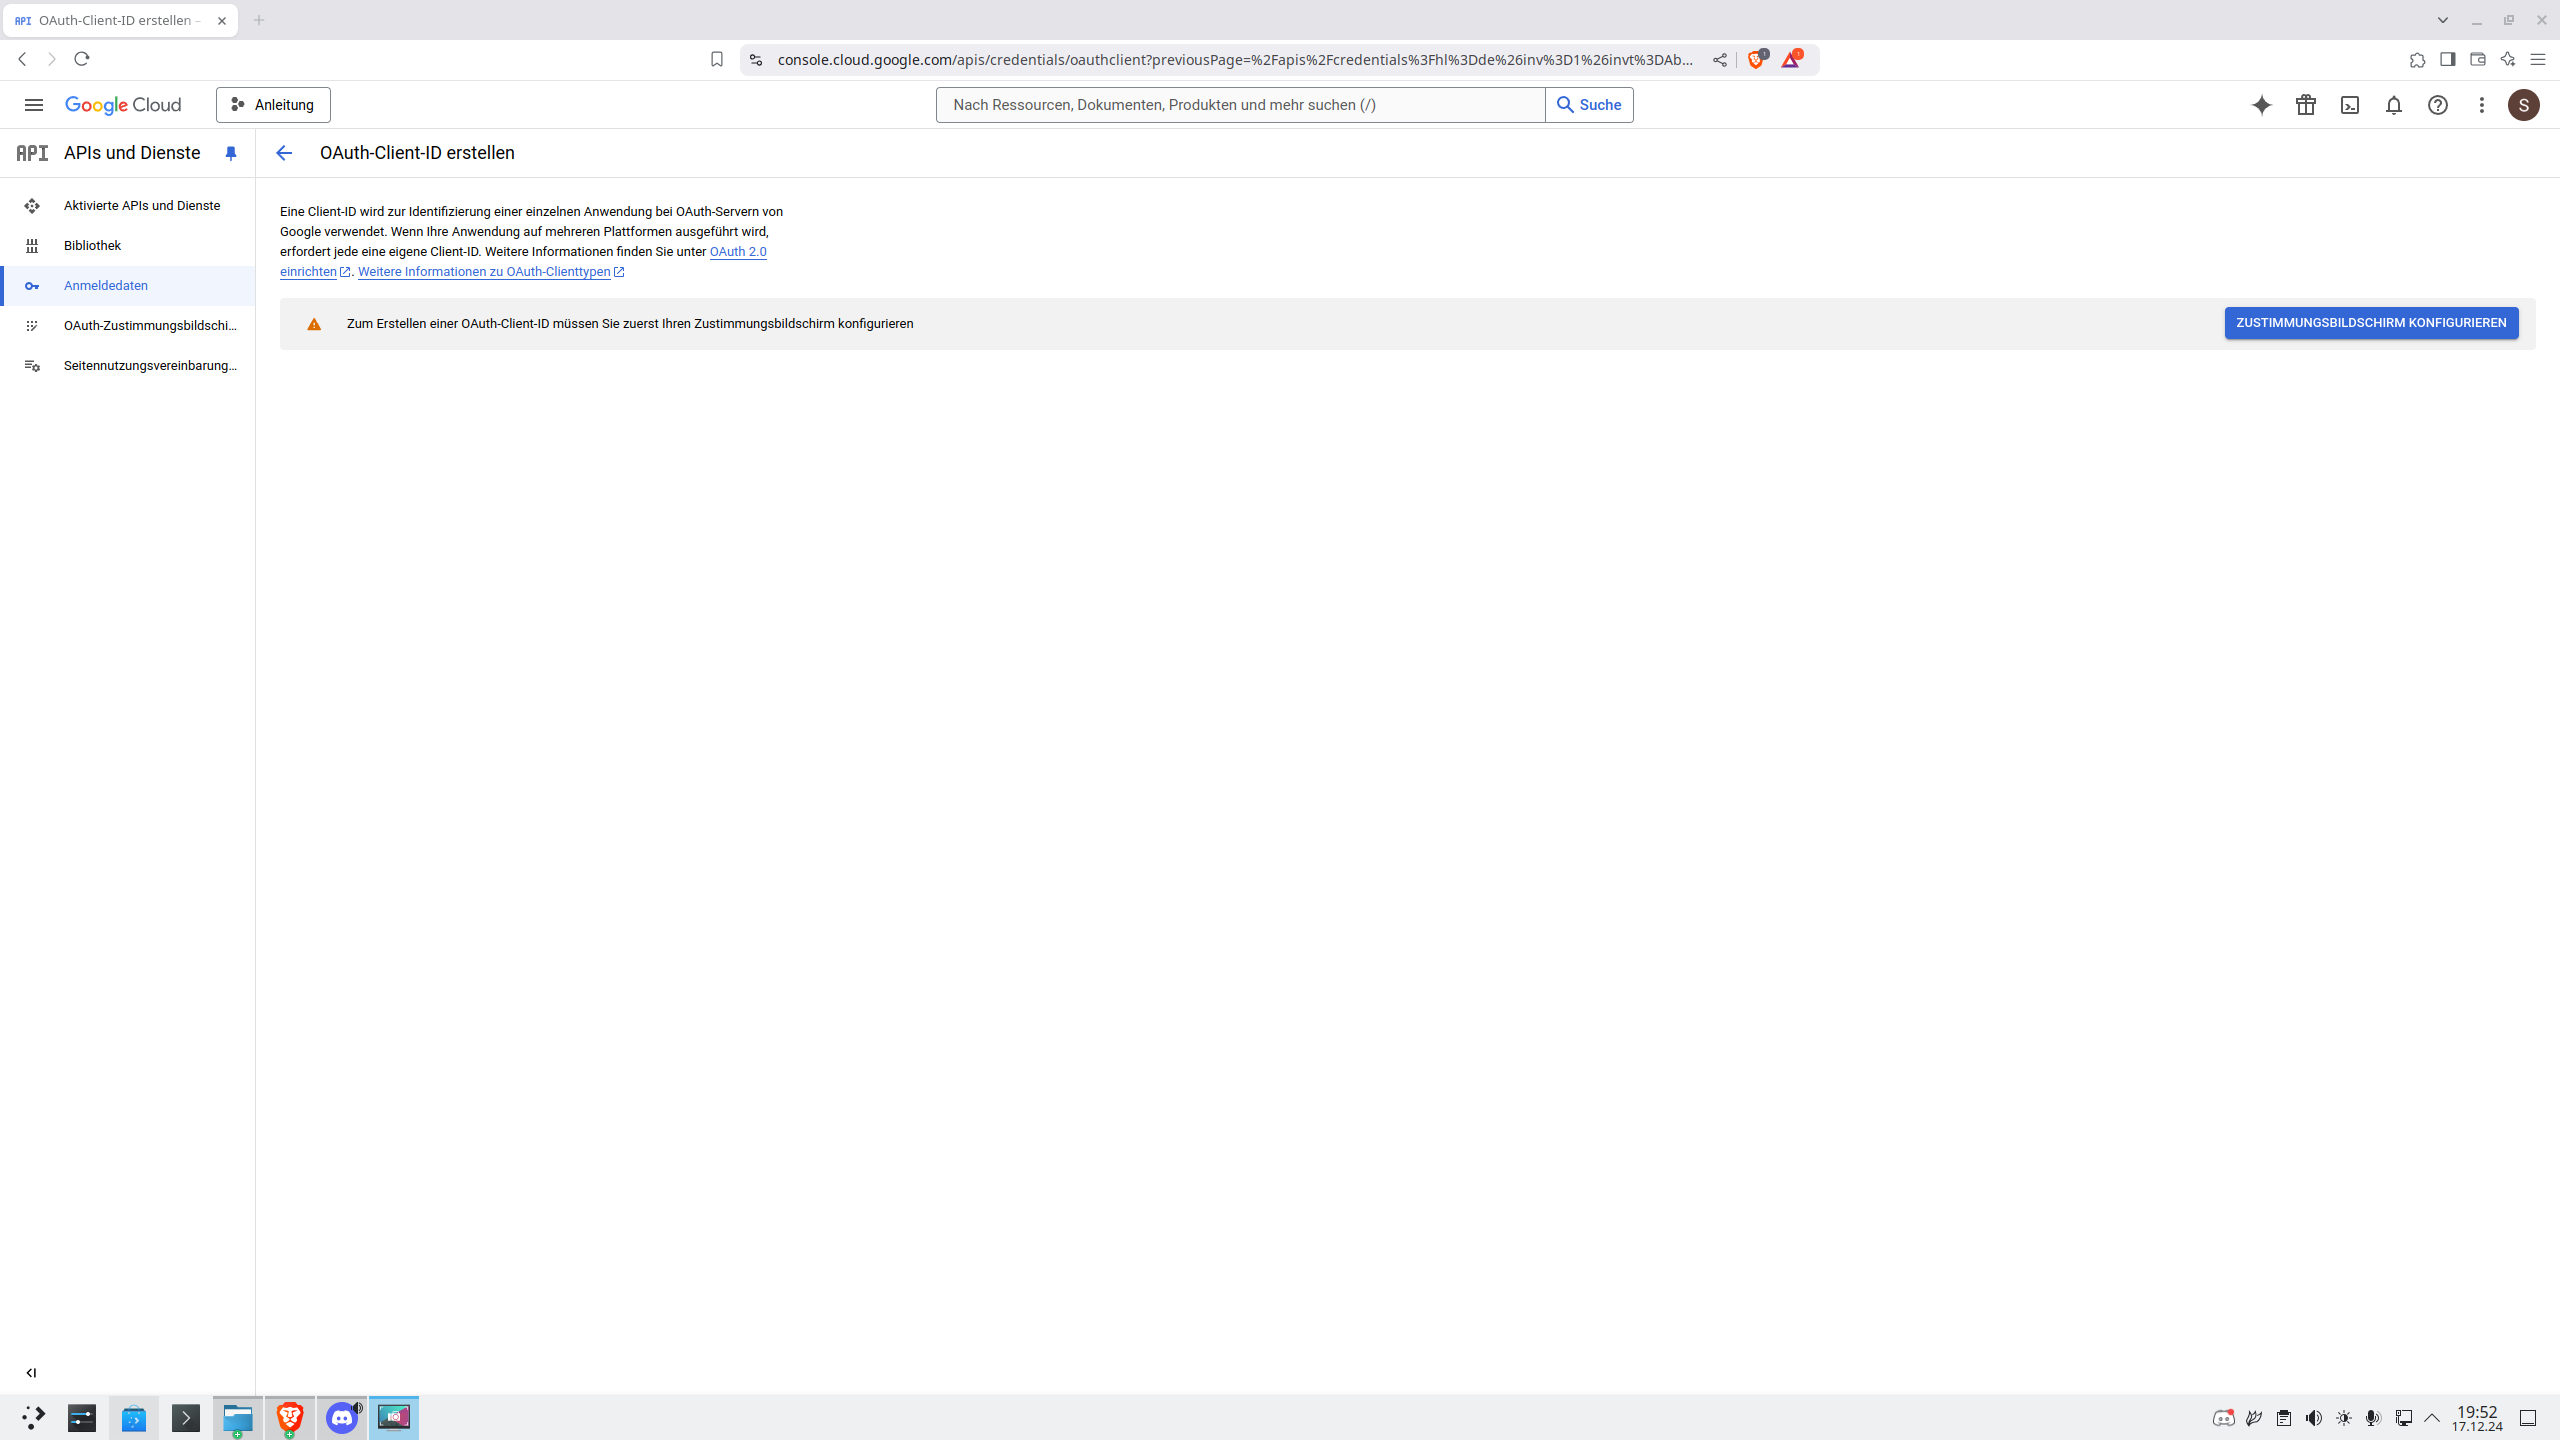 OAuth-Client-ID erstellen –
console.cloud.google.com/apis/credentials/oauthclient?previousPage=%2Fapis%2Fcredentials%3Fhl%3Dde%26inv%3D1%26invt%3DAb...
Google Cloud
Anleitung
Nach Ressourcen, Dokumenten, Produkten und mehr suchen (/)
Suche
S
API
APIs und Dienste
OAuth-Client-ID erstellen
Aktivierte APIs und Dienste
Bibliothek
Anmeldedaten
OAuth-Zustimmungsbildschi...
Seitennutzungsvereinbarung...
Eine Client-ID wird zur Identifizierung einer einzelnen Anwendung bei OAuth-Servern von
Google verwendet. Wenn Ihre Anwendung auf mehreren Plattformen ausgeführt wird,
erfordert jede eine eigene Client-ID. Weitere Informationen finden Sie unter OAuth 2.0
einrichten. Weitere Informationen zu OAuth-Clienttypen
Zum Erstellen einer OAuth-Client-ID müssen Sie zuerst Ihren Zustimmungsbildschirm konfigurieren
ZUSTIMMUNGSBILDSCHIRM KONFIGURIEREN
19:52
17.12.24